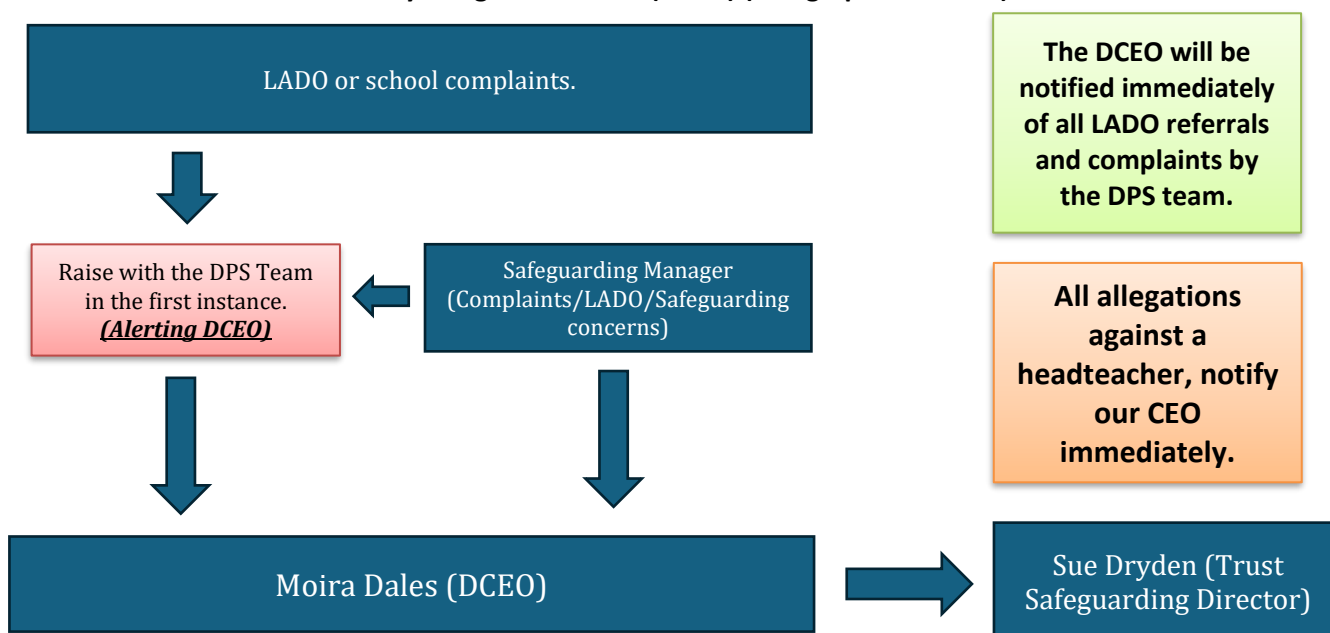 LADO or school complaints.
The DCEO will be
notified immediately
of all LADO referrals
and complaints by
the DPS team.
Raise with the DPS Team
in the first instance.
(Alerting DCEO)
Safeguarding Manager
(Complaints/LADO/Safeguarding
concerns)
All allegations
against a
headteacher, notify
our CEO
immediately.
Moira Dales (DCEO)
Sue Dryden (Trust
Safeguarding Director)